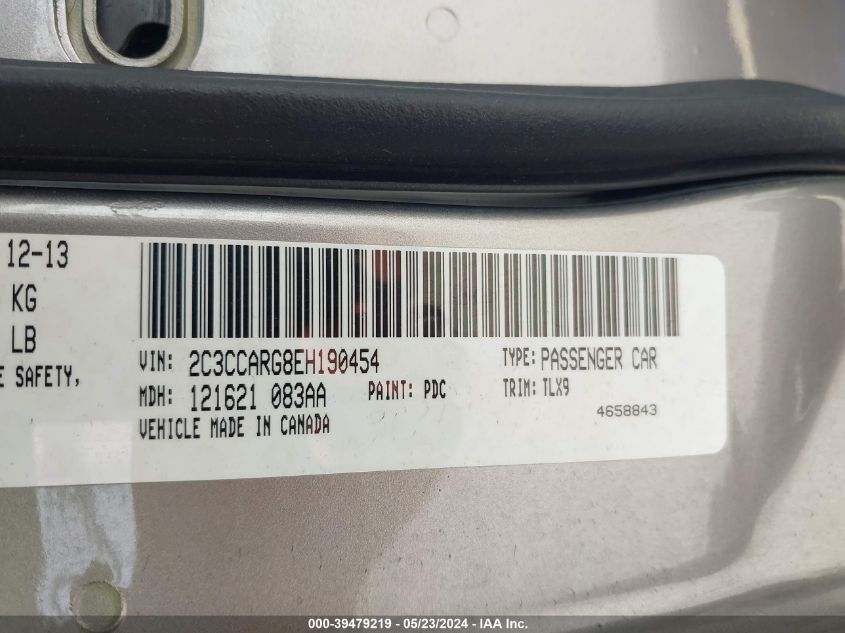 12-13
KG
LB
E SAFETY,
VIN: 2C3CCARG8EH190454
TYPE: PASSENGER CAR
MDH: 121621 083AA
PAINT: PDC
TRIM: TLX9
VEHICLE MADE IN CANADA
4658843
000-39479219 - 05/23/2024 - IAA Inc.